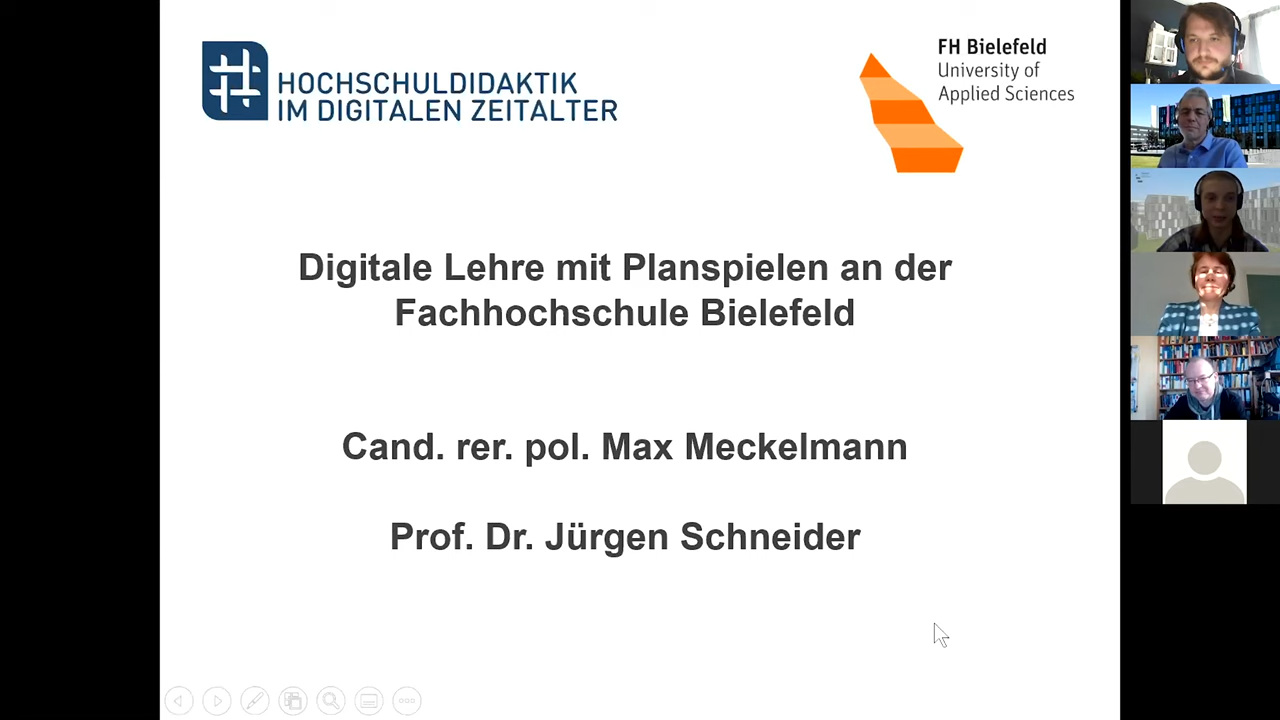 HOCHSCHULDIDAKTIK
IM DIGITALEN ZEITALTER
FH Bielefeld
University of
Applied Sciences
Digitale Lehre mit Planspielen an der
Fachhochschule Bielefeld
Cand. rer. pol. Max Meckelmann
Prof. Dr. Jürgen Schneider